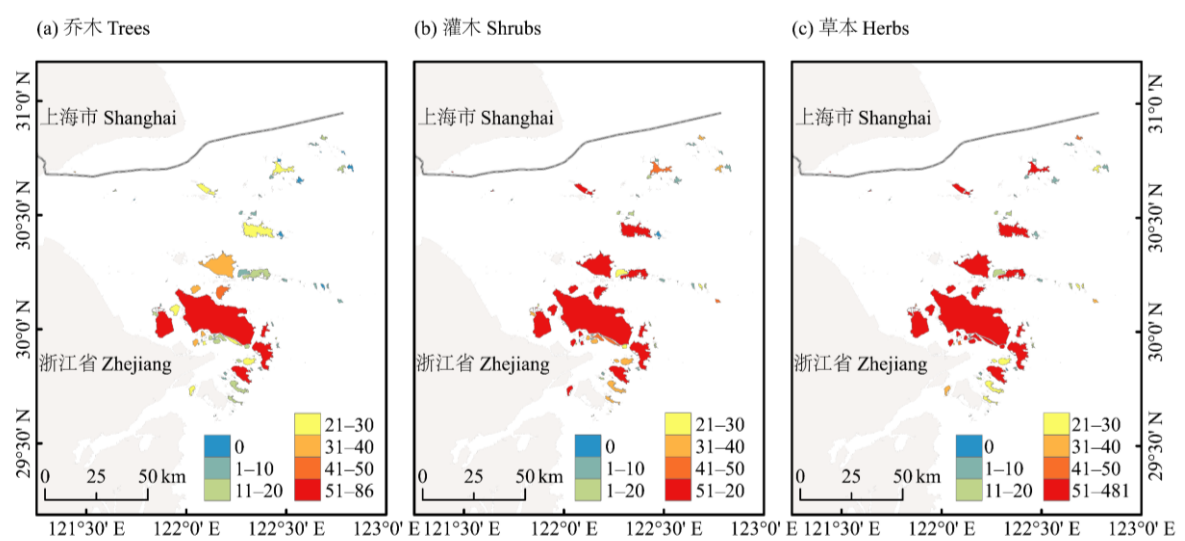 (a) 乔木 Trees
(b) 灌木 Shrubs
(c) 草本 Herbs
31°0' N
30°30' N
30°0' N
29°30' N
上海市 Shanghai
浙江省 Zhejiang
0
1–10
11–20
21–30
31–40
41–50
51–86
0 25 50 km
121°30' E 122°0' E 122°30' E 123°0' E
上海市 Shanghai
浙江省 Zhejiang
0
1–10
1–20
21–30
31–40
41–50
51–20
0 25 50 km
121°30' E 122°0' E 122°30' E
上海市 Shanghai
浙江省 Zhejiang
0
1–10
11–20
21–30
31–40
41–50
51–481
0 25 50 km
121°30' E 122°0' E 122°30' E 123°0' E
31°0' N
30°30' N
30°0' N
29°30' N